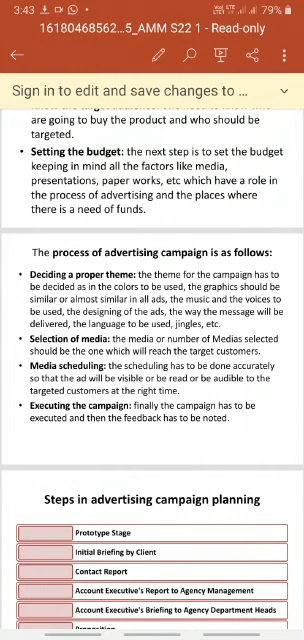 3:43
79%
16180468562...5_AMM S22 1 - Read-only
Sign in to edit and save changes to ...
are going to buy the product and who should be
targeted.
• Setting the budget: the next step is to set the budget
keeping in mind all the factors like media,
presentations, paper works, etc which have a role in
the process of advertising and the places where
there is a need of funds.
The process of advertising campaign is as follows:
• Deciding a proper theme: the theme for the campaign has to
be decided as in the colors to be used, the graphics should be
similar or almost similar in all ads, the music and the voices to
be used, the designing of the ads, the way the message will be
delivered, the language to be used, jingles, etc.
• Selection of media: the media or number of Medias selected
should be the one which will reach the target customers.
• Media scheduling: the scheduling has to be done accurately
so that the ad will be visible or be read or be audible to the
targeted customers at the right time.
• Executing the campaign: finally the campaign has to be
executed and then the feedback has to be noted.
Steps in advertising campaign planning
Prototype Stage
Initial Briefing by Client
Contact Report
Account Executive's Report to Agency Management
Account Executive's Briefing to Agency Department Heads